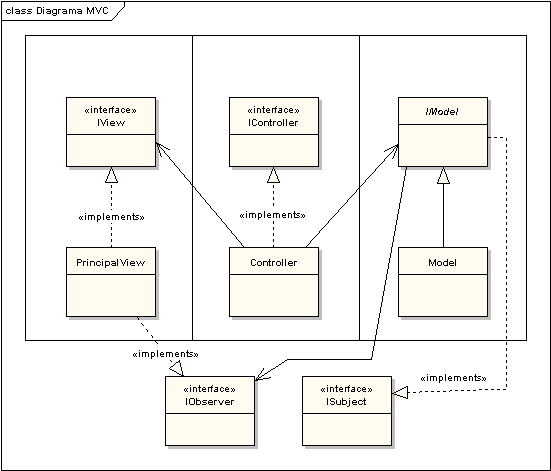 class Diagrama MVC
«interface»
IView
«interface»
IController
IModel
«implements»
«implements»
PrincipalView
Controller
Model
«implements»
«implements»
«interface»
IObserver
«interface»
ISubject